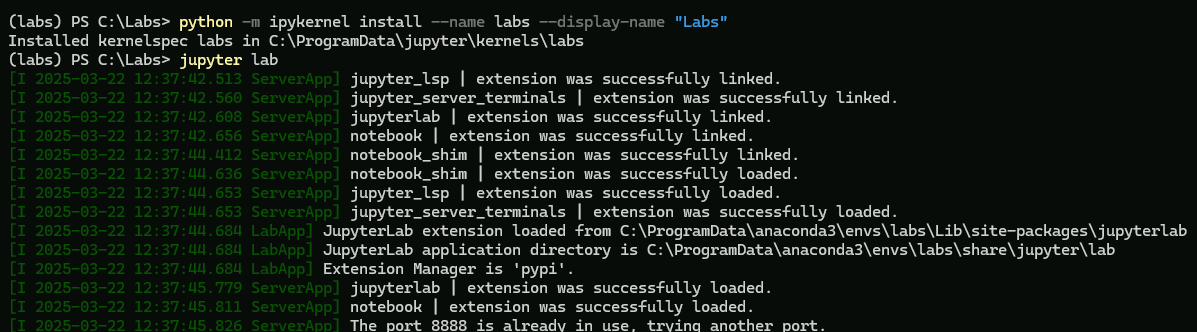 (labs) PS C:\Labs> python -m ipykernel install --name labs --display-name "Labs"
Installed kernelspec labs in C:\ProgramData\jupyter\kernels\labs
(labs) PS C:\Labs> jupyter lab
[I 2025-03-22 12:37:42.513 ServerApp] jupyter_lsp | extension was successfully linked.
[I 2025-03-22 12:37:42.560 ServerApp] jupyter_server_terminals | extension was successfully linked.
[I 2025-03-22 12:37:42.608 ServerApp] jupyterlab | extension was successfully linked.
[I 2025-03-22 12:37:42.656 ServerApp] notebook | extension was successfully linked.
[I 2025-03-22 12:37:44.412 ServerApp] notebook_shim | extension was successfully linked.
[I 2025-03-22 12:37:44.636 ServerApp] notebook_shim | extension was successfully loaded.
[I 2025-03-22 12:37:44.653 ServerApp] jupyter_lsp | extension was successfully loaded.
[I 2025-03-22 12:37:44.653 ServerApp] jupyter_server_terminals | extension was successfully loaded.
[I 2025-03-22 12:37:44.684 LabApp] JupyterLab extension loaded from C:\ProgramData\anaconda3\envs\labs\Lib\site-packages\jupyterlab
[I 2025-03-22 12:37:44.684 LabApp] JupyterLab application directory is C:\ProgramData\anaconda3\envs\labs\share\jupyter\lab
[I 2025-03-22 12:37:44.684 LabApp] Extension Manager is 'pypi'.
[I 2025-03-22 12:37:45.779 ServerApp] jupyterlab | extension was successfully loaded.
[I 2025-03-22 12:37:45.811 ServerApp] notebook | extension was successfully loaded.
[I 2025-03-22 12:37:45.826 ServerApp] The port 8888 is already in use, trying another port.